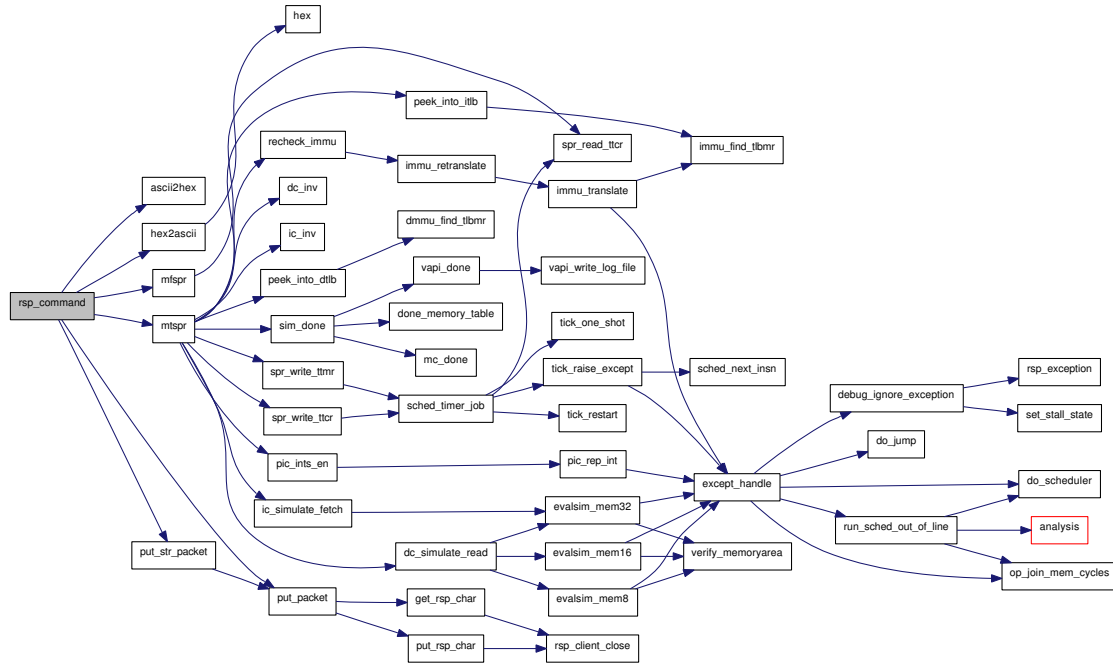 hex
peek_into_itlb
recheck_immu
spr_read_ttcr
immu_find_tlbmr
immu_retranslate
ascii2hex
dc_inv
immu_translate
hex2ascii
dmmu_find_tlbmr
ic_inv
mfspr
peek_into_dtlb
vapi_done
vapi_write_log_file
rsp_command
mtspr
sim_done
done_memory_table
tick_one_shot
mc_done
spr_write_ttmr
tick_raise_except
sched_next_insn
rsp_exception
sched_timer_job
debug_ignore_exception
spr_write_ttcr
tick_restart
set_stall_state
do_jump
pic_ints_en
pic_rep_int
except_handle
do_scheduler
ic_simulate_fetch
evalsim_mem32
run_sched_out_of_line
analysis
put_str_packet
dc_simulate_read
evalsim_mem16
verify_memoryarea
op_join_mem_cycles
put_packet
get_rsp_char
evalsim_mem8
put_rsp_char
rsp_client_close